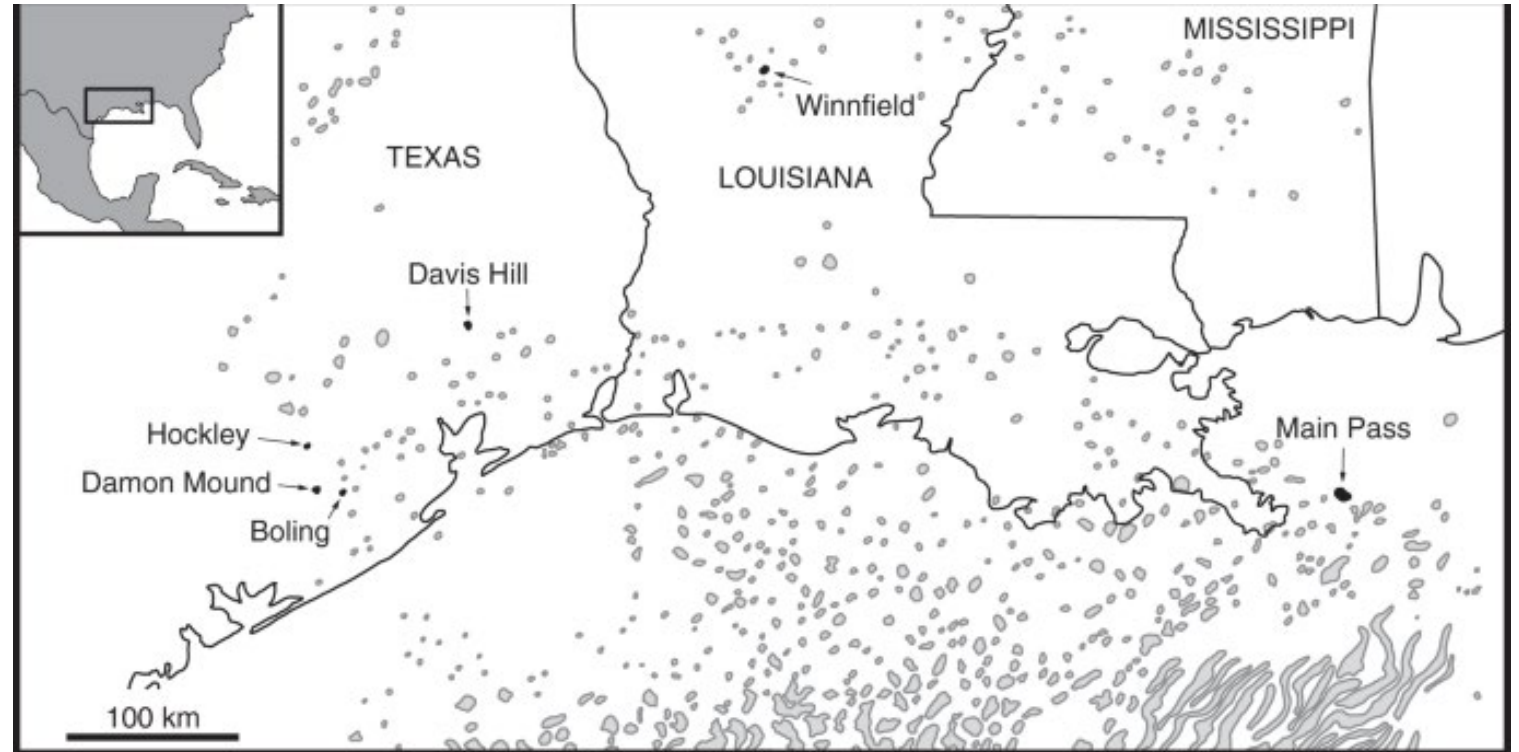 MISSISSIPPI
Winnfield
TEXAS
LOUISIANA
Davis Hill
Hockley
Main Pass
Damon Mound
Boling
100 km